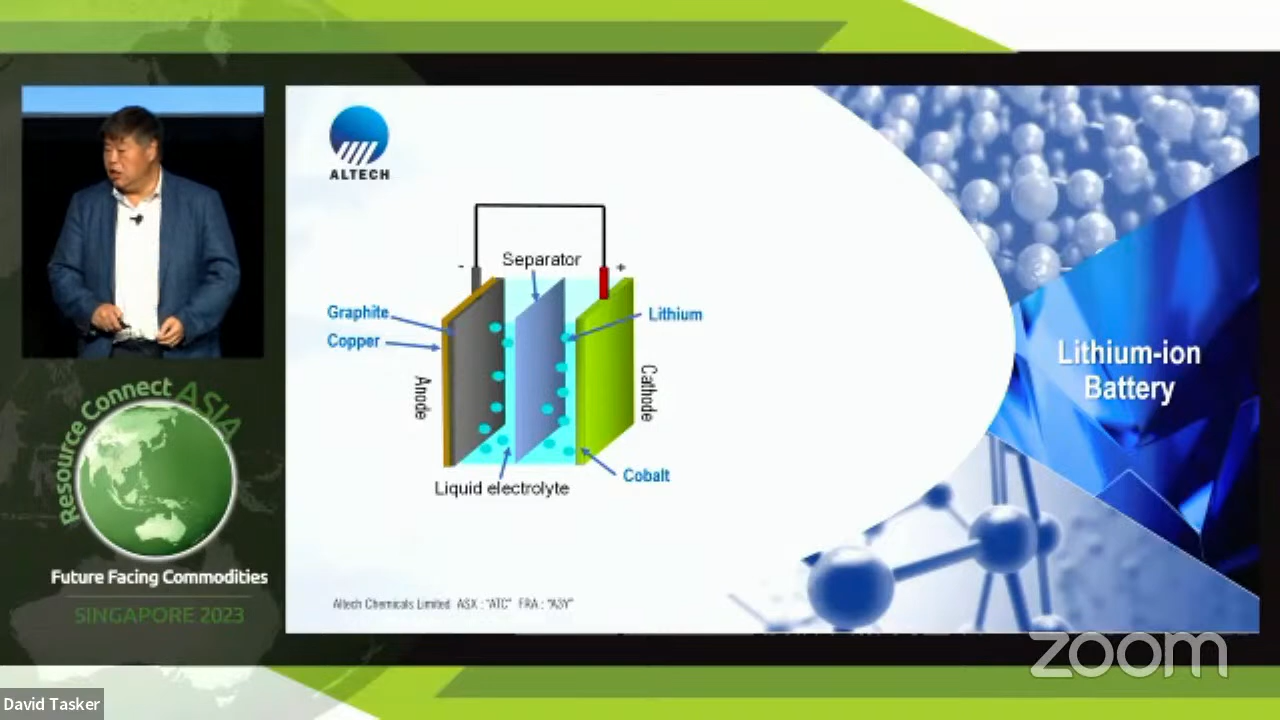 ALTECH
Separator
-
+
Graphite
Copper
Lithium
Anode
Cathode
Cobalt
Liquid electrolyte
Lithium-ion
Battery
Altech Chemicals Limited ASX : "ATC" FRA : "A3Y"
Resource Connect ASIA
Future Facing Commodities
SINGAPORE 2023
zoom
David Tasker